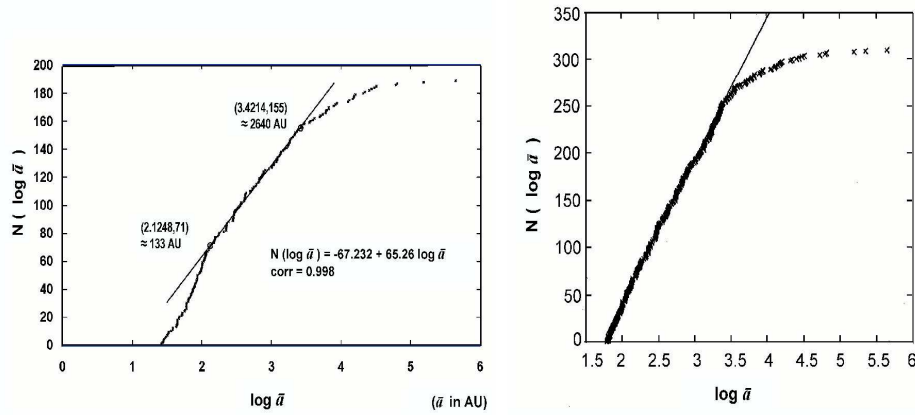 200
180
160
140
120
100
80
60
40
20
0
N ( log ā )
(3.4214,155)
≈ 2640 AU
(2.1248,71)
≈ 133 AU
N (log ā ) = -67.232 + 65.26 log ā
corr = 0.998
0 1 2 3 4 5 6
log ā
(ā in AU)
350
300
250
200
150
100
50
0
N ( log ā )
1.5 2 2.5 3 3.5 4 4.5 5 5.5 6
log ā